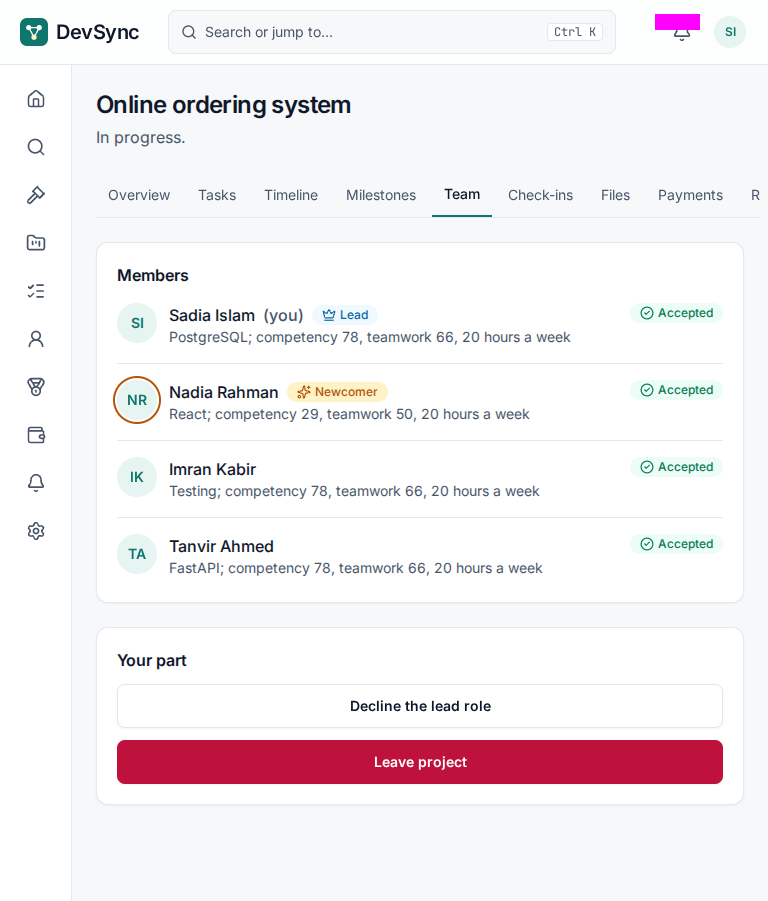 DevSync
Search or jump to...
Ctrl K
SI
Online ordering system
In progress.
Overview
Tasks
Timeline
Milestones
Team
Check-ins
Files
Payments
R
Members
SI
Sadia Islam (you)
Lead
Accepted
PostgreSQL; competency 78, teamwork 66, 20 hours a week
NR
Nadia Rahman
Newcomer
Accepted
React; competency 29, teamwork 50, 20 hours a week
IK
Imran Kabir
Accepted
Testing; competency 78, teamwork 66, 20 hours a week
TA
Tanvir Ahmed
Accepted
FastAPI; competency 78, teamwork 66, 20 hours a week
Your part
Decline the lead role
Leave project